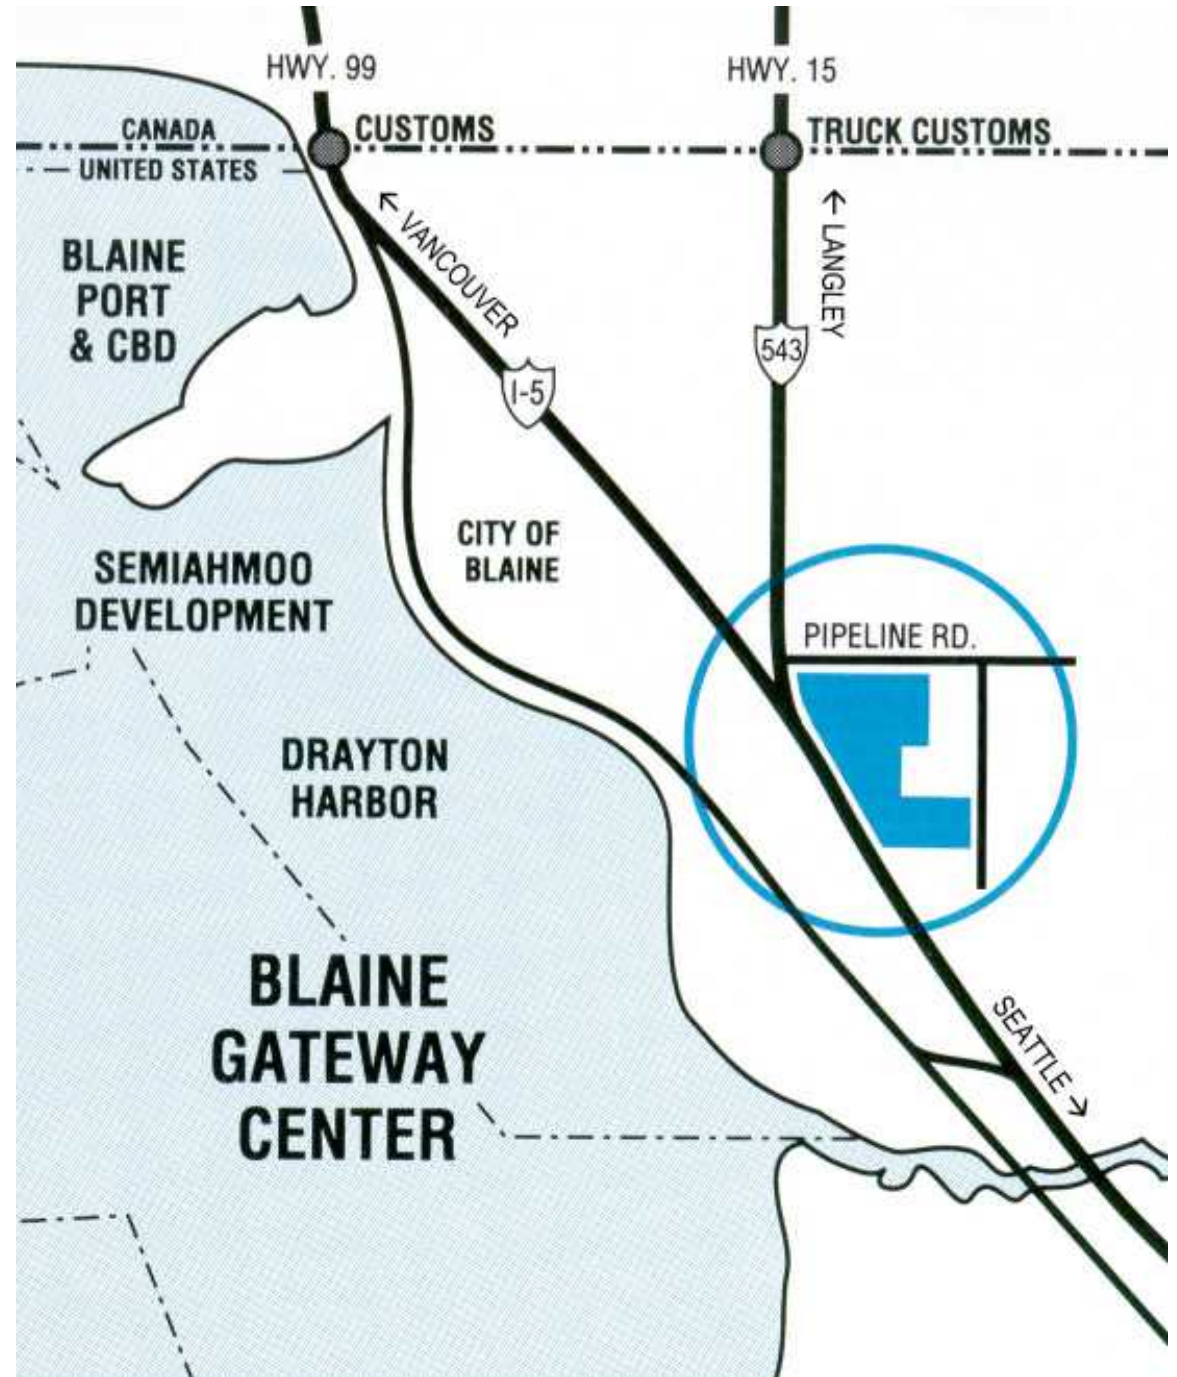 HWY. 99
HWY. 15
CANADA
CUSTOMS
TRUCK CUSTOMS
UNITED STATES
← VANCOUVER
← LANGLEY
BLAINE
PORT
& CBD
543
I-5
CITY OF
BLAINE
SEMIAHMOO
DEVELOPMENT
PIPELINE RD.
DRAYTON
HARBOR
BLAINE
GATEWAY
CENTER
SEATTLE →